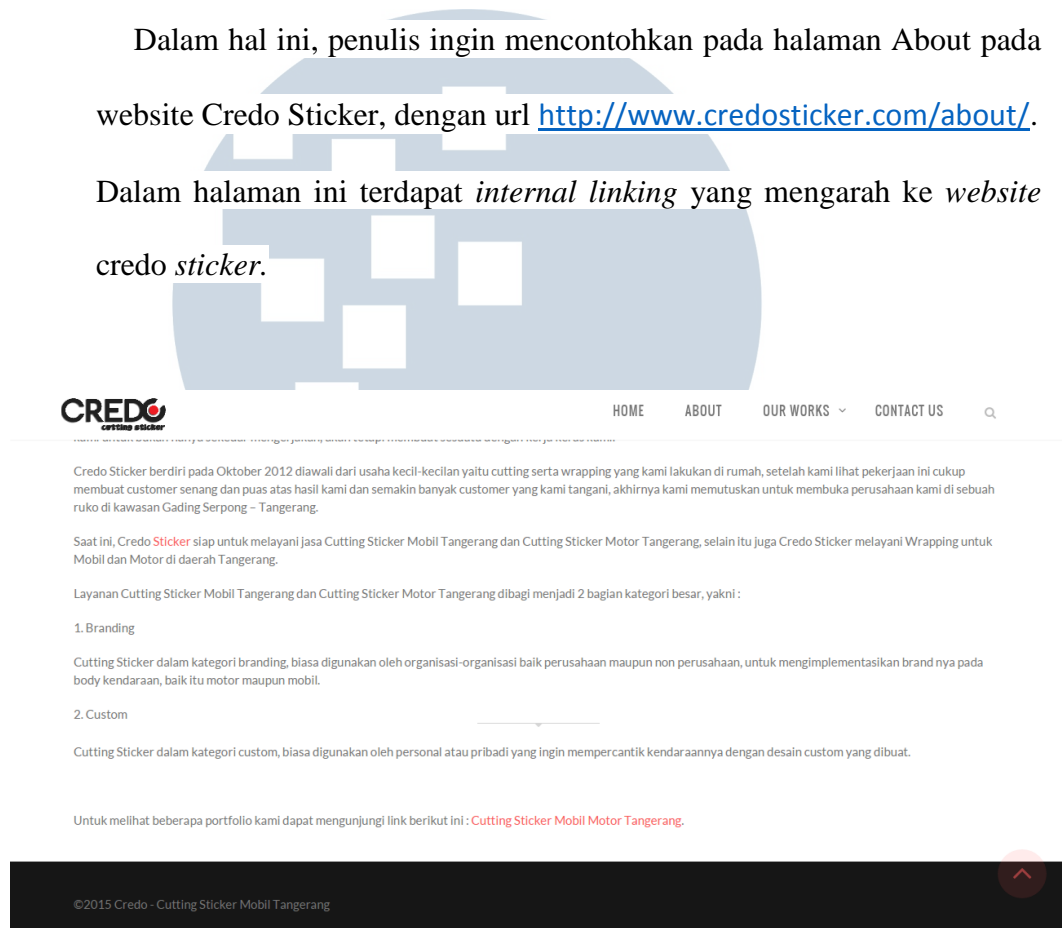 Dalam hal ini, penulis ingin mencontohkan pada halaman About pada
website Credo Sticker, dengan url http://www.credosticker.com/about/.
Dalam halaman ini terdapat internal linking yang mengarah ke website
credo sticker.
CREDO
cutting sticker
HOME ABOUT OUR WORKS CONTACT US
Credo Sticker berdiri pada Oktober 2012 diawali dari usaha kecil-kecilan yaitu cutting serta wrapping yang kami lakukan di rumah, setelah kami lihat pekerjaan ini cukup
membuat customer senang dan puas atas hasil kami dan semakin banyak customer yang kami tangani, akhirnya kami memutuskan untuk membuka perusahaan kami di sebuah
ruko di kawasan Gading Serpong – Tangerang.
Saat ini, Credo Sticker siap untuk melayani jasa Cutting Sticker Mobil Tangerang dan Cutting Sticker Motor Tangerang, selain itu juga Credo Sticker melayani Wrapping untuk
Mobil dan Motor di daerah Tangerang.
Layanan Cutting Sticker Mobil Tangerang dan Cutting Sticker Motor Tangerang dibagi menjadi 2 bagian kategori besar, yakni :
1. Branding
Cutting Sticker dalam kategori branding, biasa digunakan oleh organisasi-organisasi baik perusahaan maupun non perusahaan, untuk mengimplementasikan brand nya pada
body kendaraan, baik itu motor maupun mobil.
2. Custom
Cutting Sticker dalam kategori custom, biasa digunakan oleh personal atau pribadi yang ingin mempercantik kendaraannya dengan desain custom yang dibuat.
Untuk melihat beberapa portfolio kami dapat mengunjungi link berikut ini : Cutting Sticker Mobil Motor Tangerang.
©2015 Credo - Cutting Sticker Mobil Tangerang